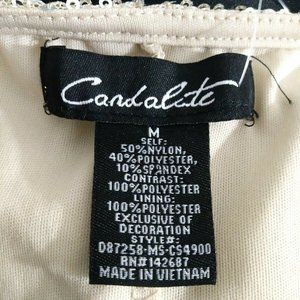 Candalite
M
SELF:
50%NYLON,
40%POLYESTER,
10%SPANDEX
CONTRAST:
100%POLYESTER
LINING:
100%POLYESTER
EXCLUSIVE OF
DECORATION
STYLE#:
D87258-MS-CS4900
RN#142687
MADE IN VIETNAM